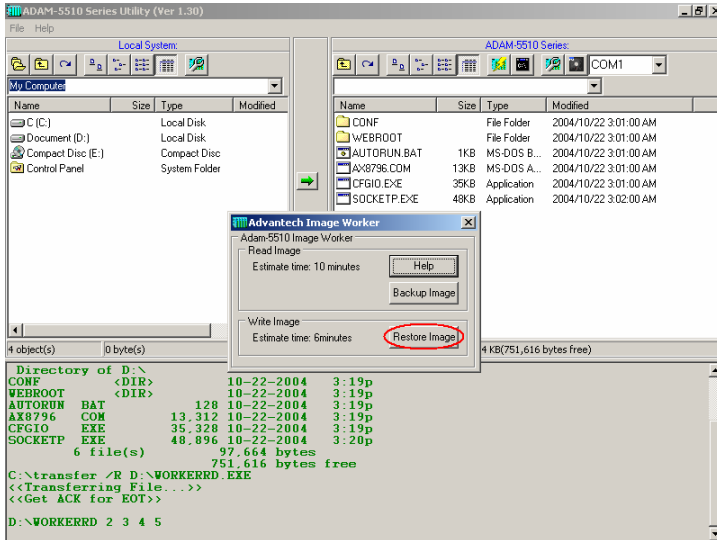 ADAM-5510 Series Utility (Ver 1.30)
File Help
Local System:
ADAM-5510 Series:
COM1
My Computer
Name Size Type Modified
C (C:) Local Disk
Document (D:) Local Disk
Compact Disc (E:) Compact Disc
Control Panel System Folder
Name Size Type Modified
CONF File Folder 2004/10/22 3:01:00 AM
WEBROOT File Folder 2004/10/22 3:01:00 AM
AUTORUN.BAT 1KB MS-DOS B... 2004/10/22 3:01:00 AM
AX8796.COM 13KB MS-DOS A... 2004/10/22 3:01:00 AM
CFGIO.EXE 35KB Application 2004/10/22 3:01:00 AM
SOCKETP.EXE 48KB Application 2004/10/22 3:02:00 AM
Advantech Image Worker
Adam-5510 Image Worker
Read Image
Estimate time: 10 minutes
Help
Backup Image
Write Image
Estimate time: 6minutes
Restore Image
4 object(s) 0 byte(s)
4 KB(751,616 bytes free)
Directory of D:\
CONF <DIR> 10-22-2004 3:19p
WEBROOT <DIR> 10-22-2004 3:19p
AUTORUN BAT 128 10-22-2004 3:19p
AX8796 COM 13,312 10-22-2004 3:19p
CFGIO EXE 35,328 10-22-2004 3:19p
SOCKETP EXE 48,896 10-22-2004 3:20p
6 file(s) 97,664 bytes
751,616 bytes free
C:\transfer /R D:\WORKERRD.EXE
<<Transferring File...>>
<<Get ACK for EOT>>
D:\WORKERRD 2 3 4 5